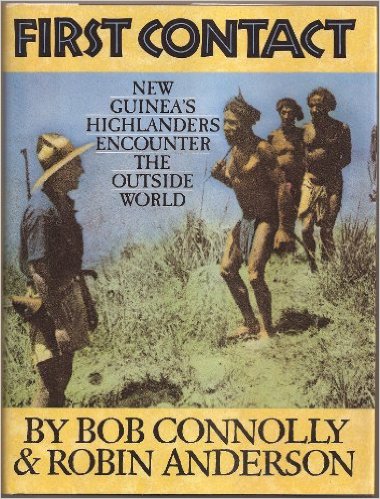 FIRST CONTACT
NEW
GUINEA'S
HIGHLANDERS
ENCOUNTER
THE
OUTSIDE
WORLD
BY BOB CONNOLLY
& ROBIN ANDERSON